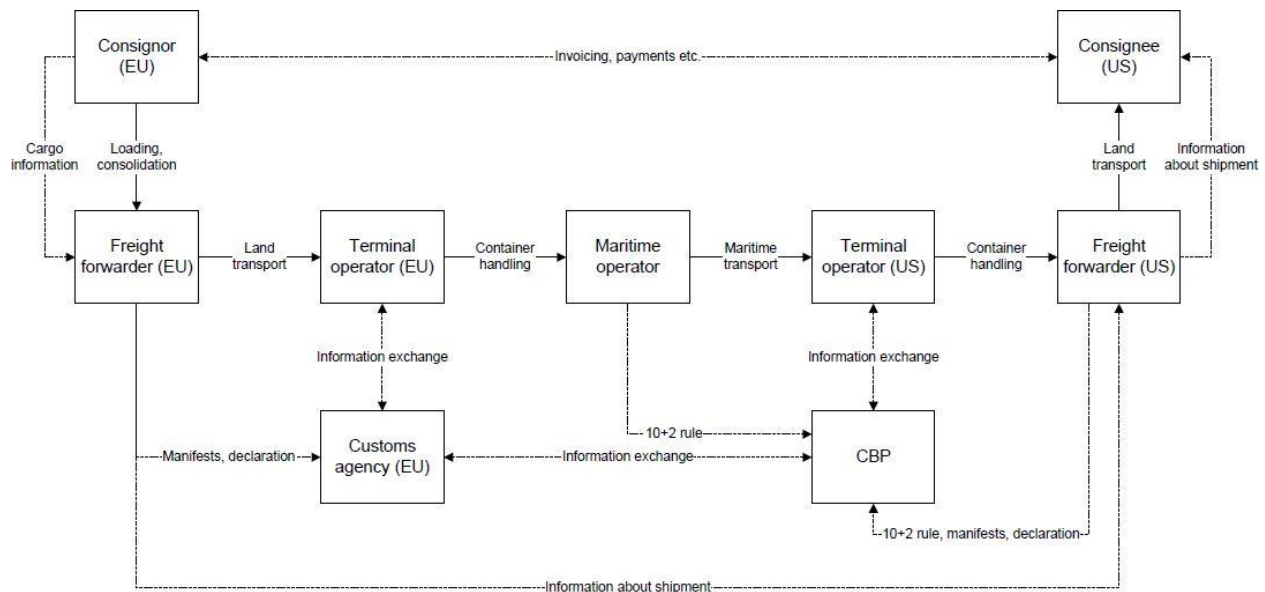 Consignor
(EU)
Invoicing, payments etc.
Consignee
(US)
Cargo
information
Loading,
consolidation
Land
transport
Information
about shipment
Freight
forwarder (EU)
Land
transport
Terminal
operator (EU)
Container
handling
Maritime
operator
Maritime
transport
Terminal
operator (US)
Container
handling
Freight
forwarder (US)
Information exchange
Information exchange
10+2 rule
Manifests, declaration
Customs
agency (EU)
Information exchange
CBP
10+2 rule, manifests, declaration
Information about shipment